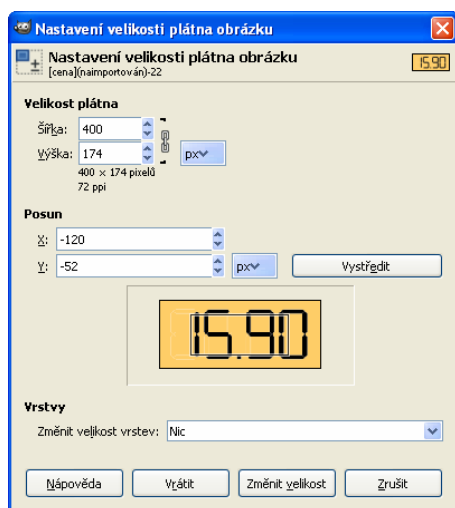 Nastavení velikosti plátna obrázku
Nastavení velikosti plátna obrázku
[cena](naimportován)-22
15.90
Velikost plátna
Šířka: 400
Výška: 174 px
400 × 174 pixelů
72 ppi
Posun
X: -120
Y: -52 px Vystředit
15.90
Vrstvy
Změnit velikost vrstev: Nic
Nápověda Vrátit Změnit velikost Zrušit